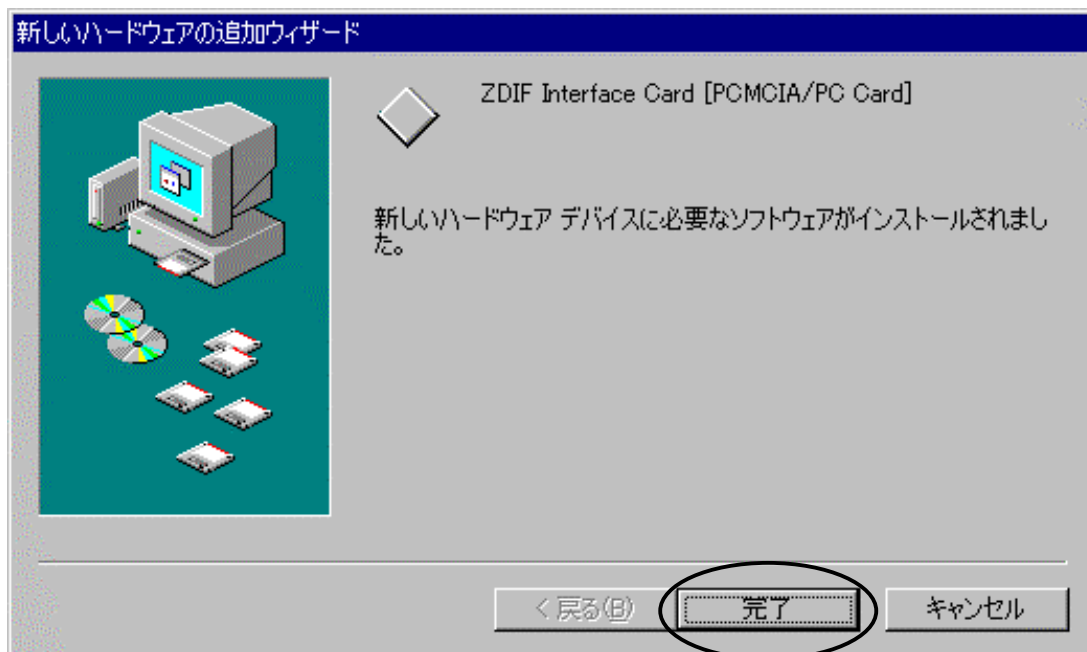 新しいハードウェアの追加ウィザード
ZDIF Interface Card [PCMCIA/PC Card]
新しいハードウェア デバイスに必要なソフトウェアがインストールされまし
た。
< 戻る(B)
完了
キャンセル